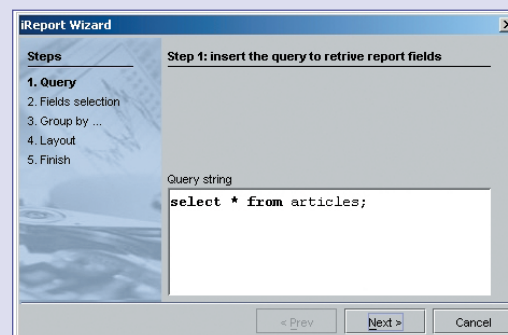 iReport Wizard
Steps
1. Query
2. Fields selection
3. Group by ...
4. Layout
5. Finish
Step 1: insert the query to retrive report fields
Query string
select * from articles;
< Prev
Next >
Cancel